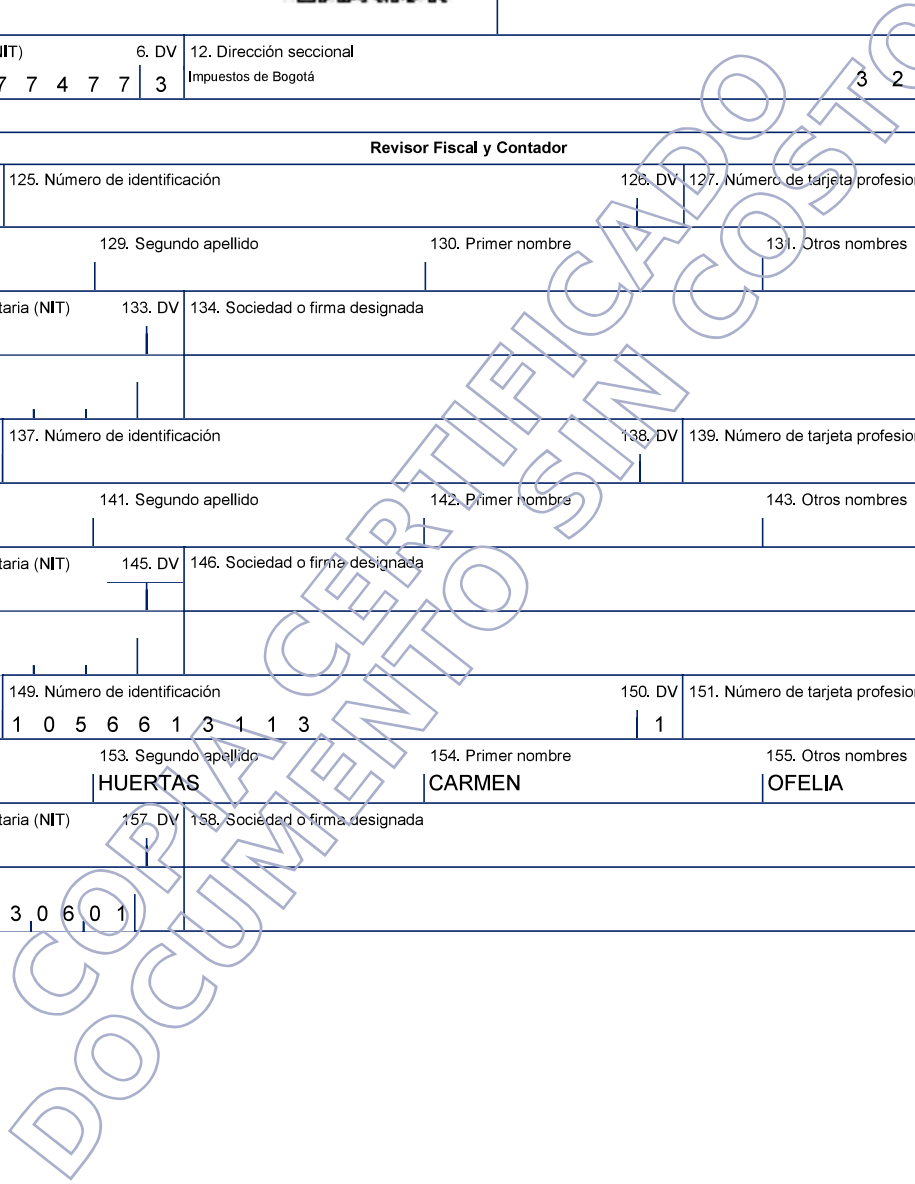 IT) 6. DV 12. Dirección seccional
7 7 4 7 7 3 Impuestos de Bogotá 3 2
Revisor Fiscal y Contador
125. Número de identificación 126. DV 127. Número de tarjeta profesion
129. Segundo apellido 130. Primer nombre 131. Otros nombres
taria (NIT) 133. DV 134. Sociedad o firma designada
137. Número de identificación 138. DV 139. Número de tarjeta profesion
141. Segundo apellido 142. Primer nombre 143. Otros nombres
taria (NIT) 145. DV 146. Sociedad o firma designada
149. Número de identificación 150. DV 151. Número de tarjeta profesion
1 0 5 6 6 1 3 1 1 3 1
153. Segundo apellido 154. Primer nombre 155. Otros nombres
HUERTAS CARMEN OFELIA
taria (NIT) 157. DV 158. Sociedad o firma designada
3 0 6 0 1
COPIA CERTIFICADO
DOCUMENTO SIN COSTO